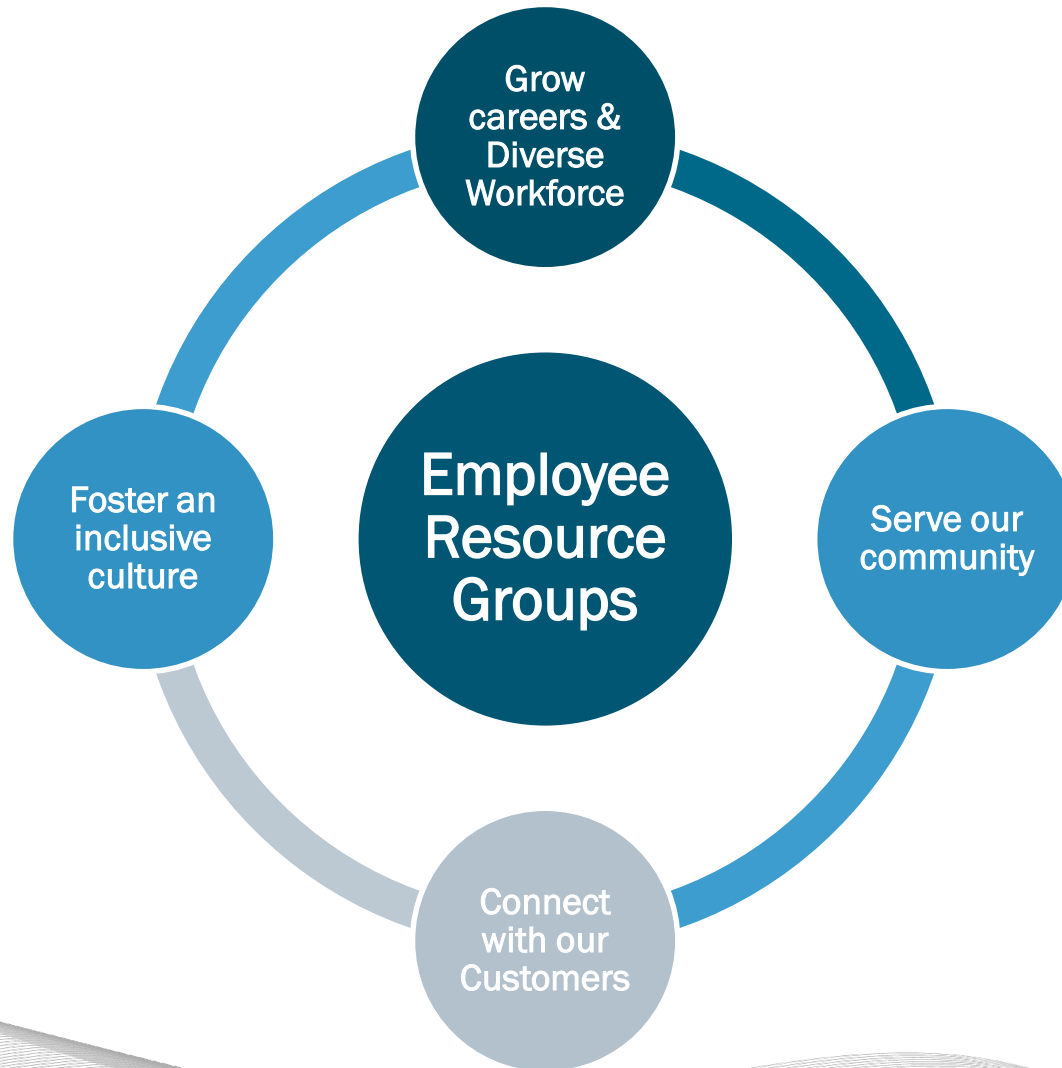 Grow
careers &
Diverse
Workforce
Employee
Resource
Groups
Foster an
inclusive
culture
Serve our
community
Connect
with our
Customers